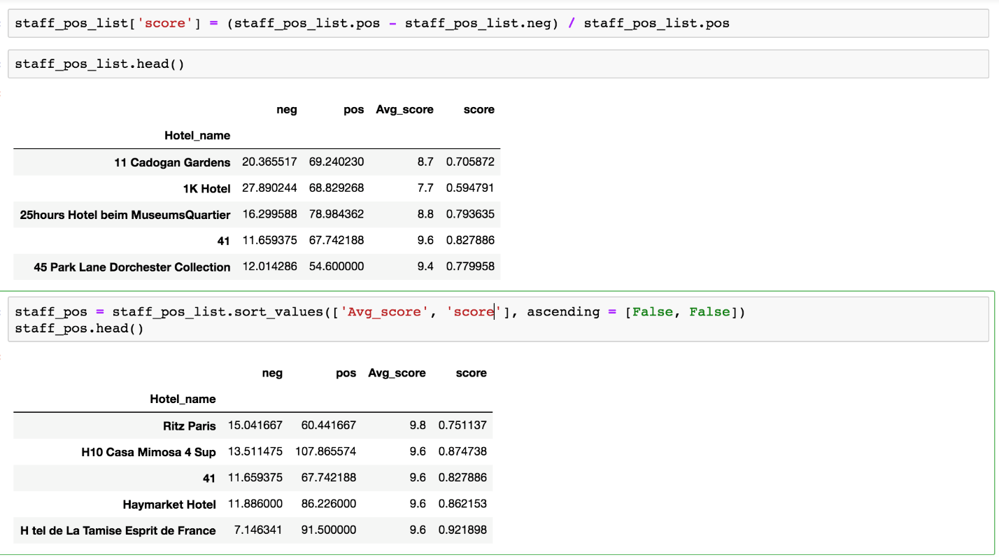 staff_pos_list['score'] = (staff_pos_list.pos - staff_pos_list.neg) / staff_pos_list.pos
staff_pos_list.head()
neg pos Avg_score score
Hotel_name
11 Cadogan Gardens 20.365517 69.240230 8.7 0.705872
1K Hotel 27.890244 68.829268 7.7 0.594791
25hours Hotel beim MuseumsQuartier 16.299588 78.984362 8.8 0.793635
41 11.659375 67.742188 9.6 0.827886
45 Park Lane Dorchester Collection 12.014286 54.600000 9.4 0.779958
staff_pos = staff_pos_list.sort_values(['Avg_score', 'score'], ascending = [False, False])
staff_pos.head()
neg pos Avg_score score
Hotel_name
Ritz Paris 15.041667 60.441667 9.8 0.751137
H10 Casa Mimosa 4 Sup 13.511475 107.865574 9.6 0.874738
41 11.659375 67.742188 9.6 0.827886
Haymarket Hotel 11.886000 86.226000 9.6 0.862153
H tel de La Tamise Esprit de France 7.146341 91.500000 9.6 0.921898